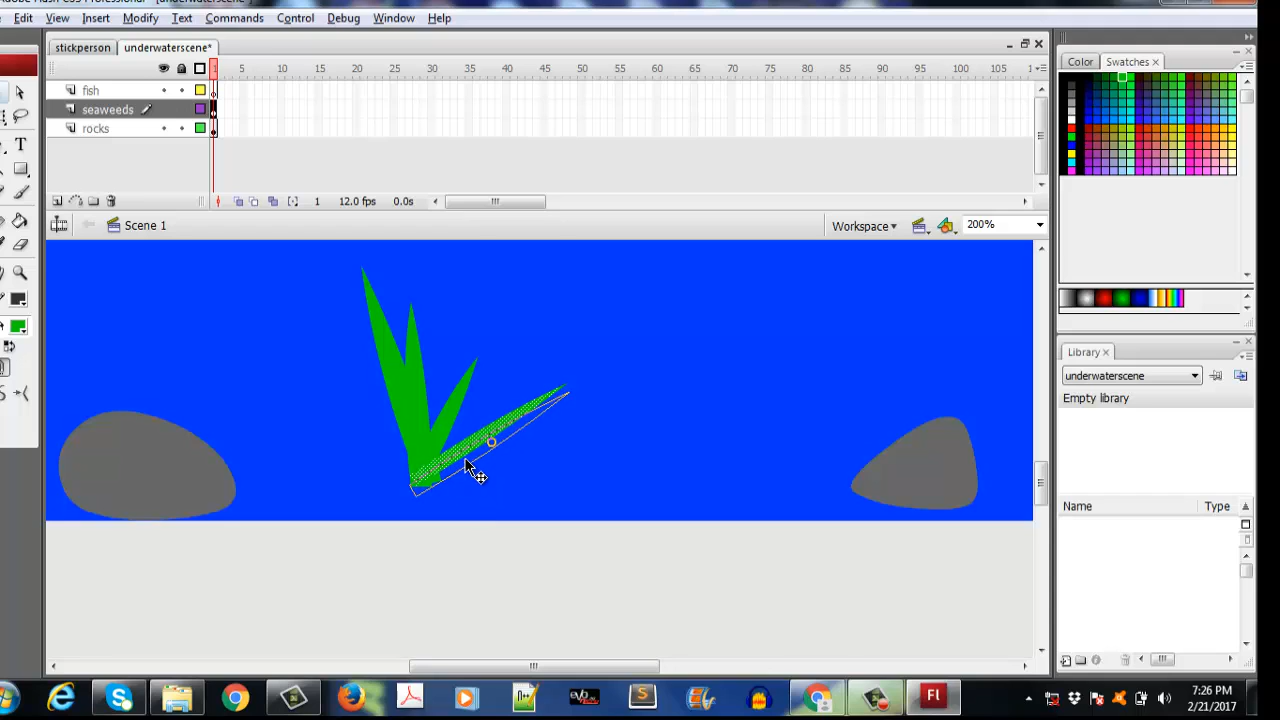 Edit View Insert Modify Text Commands Control Debug Window Help
stickperson underwaterscene*
5 10 15 20 25 30 35 40 45 50 55 60 65 70 75 80 85 90 95 100 105
fish
seaweeds
rocks
1 12.0 fps 0.0s
Scene 1
Workspace
200%
Color Swatches
Library
underwaterscene
Empty library
Name Type
Fl
7:26 PM
2/21/2017